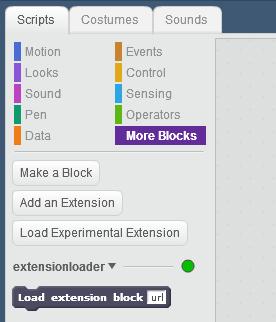 Scripts Costumes Sounds
Motion Events
Looks Control
Sound Sensing
Pen Operators
Data More Blocks
Make a Block
Add an Extension
Load Experimental Extension
extensionloader
Load extension block url